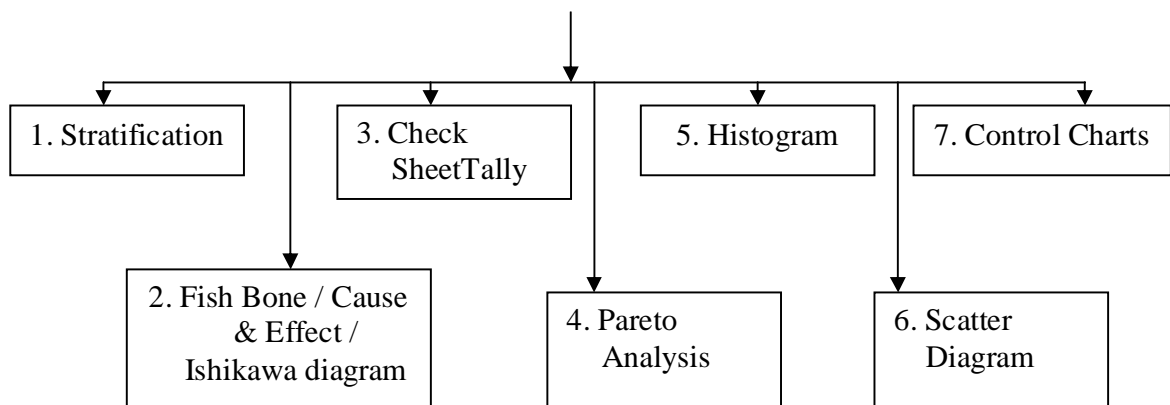 1. Stratification
2. Fish Bone / Cause
& Effect /
Ishikawa diagram
3. Check
SheetTally
4. Pareto
Analysis
5. Histogram
6. Scatter
Diagram
7. Control Charts